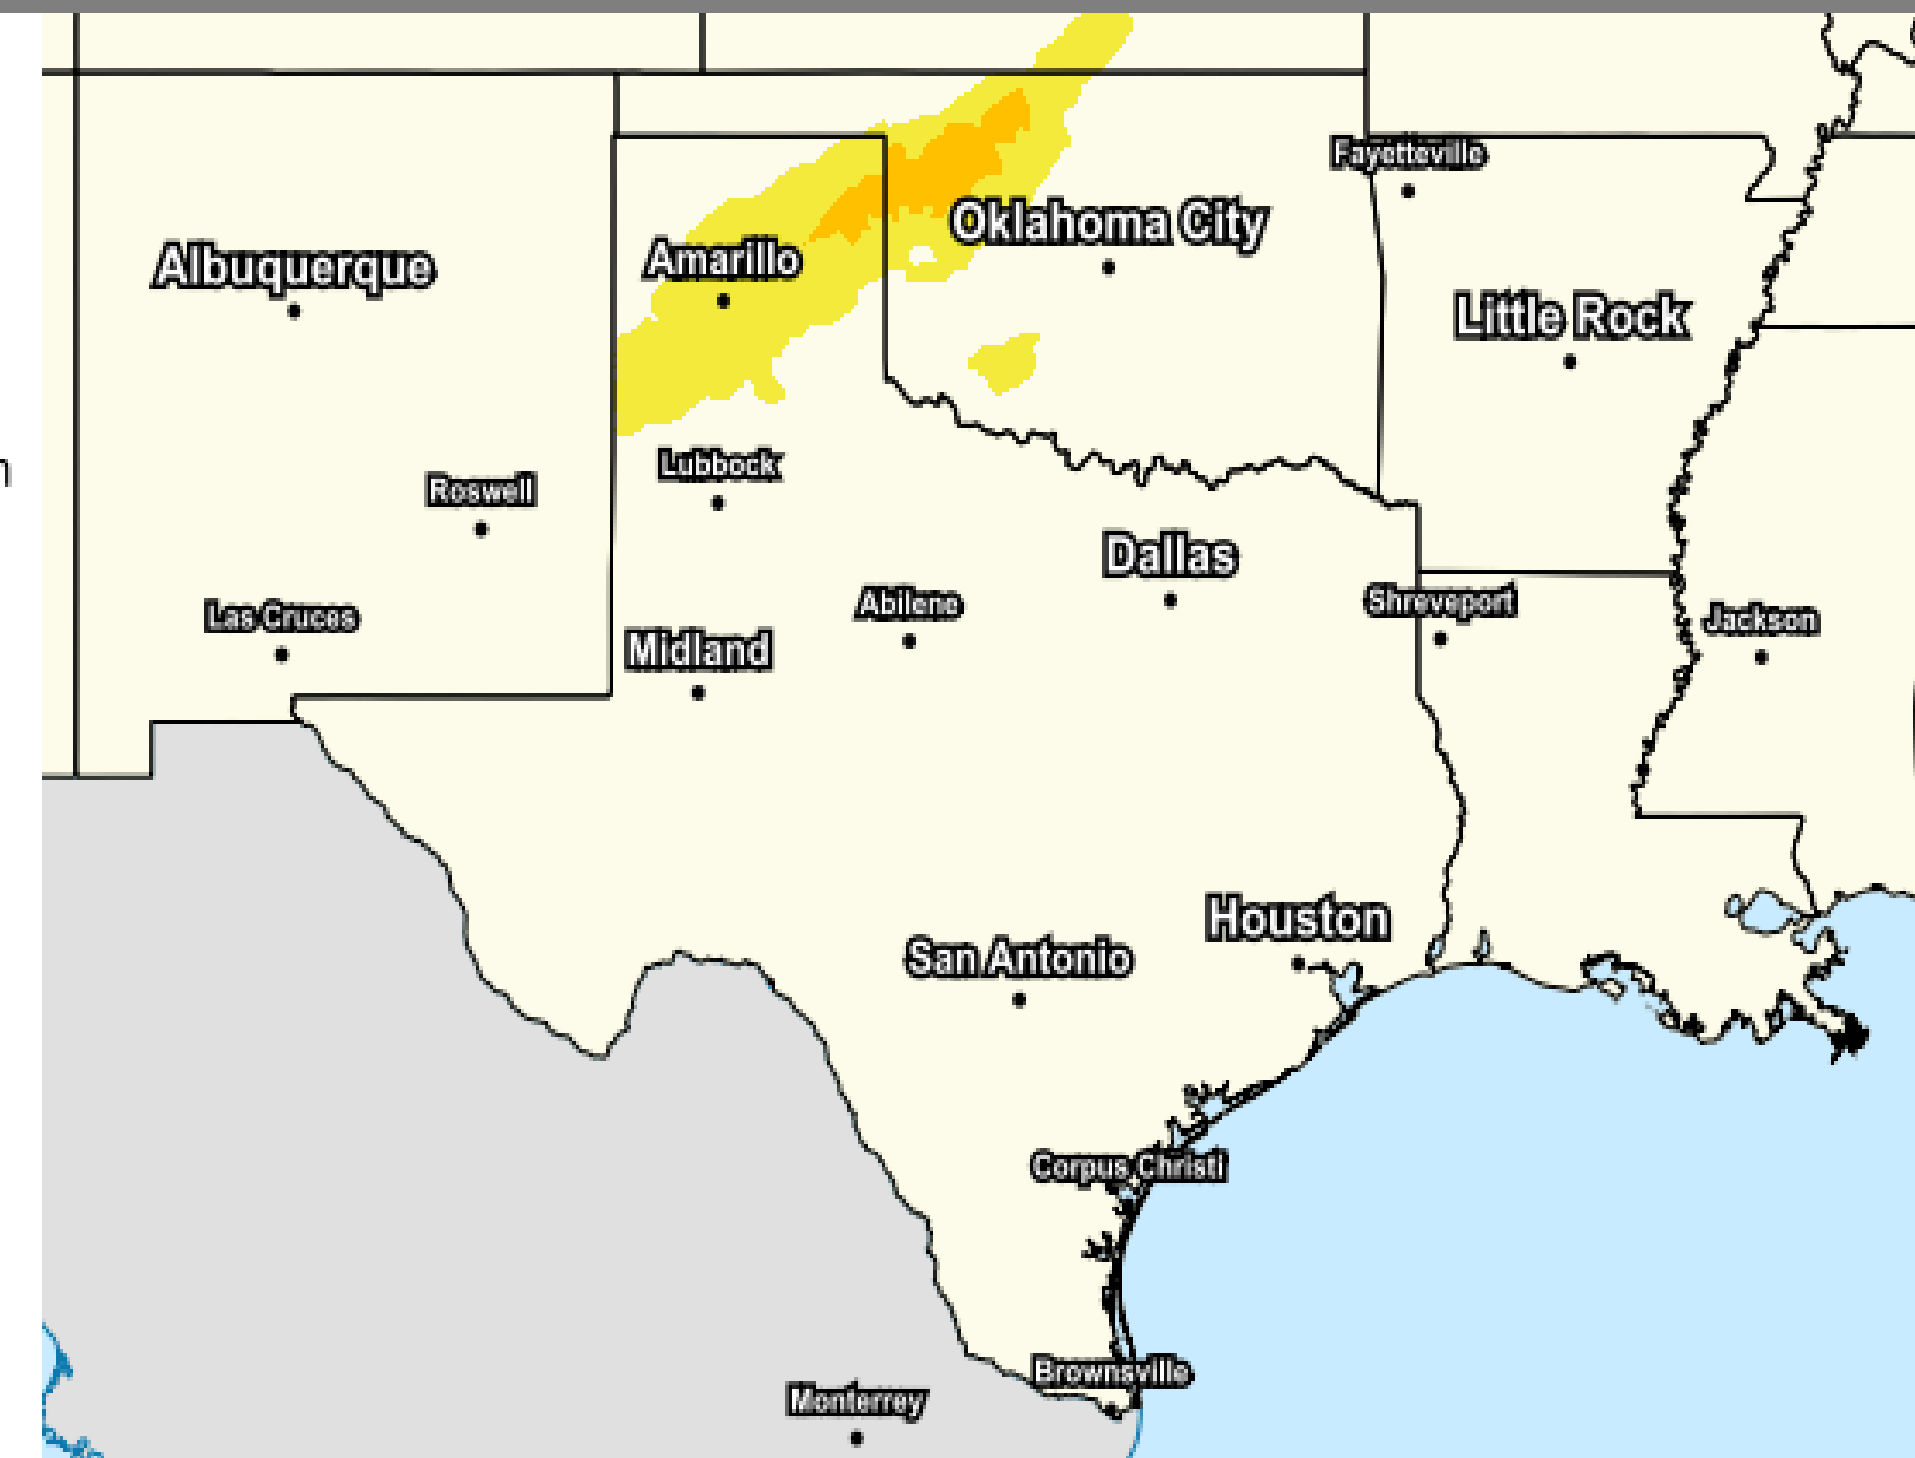 Fayetteville
Oklahoma City
Albuquerque
Amarillo
Little Rock
n
Lubbock
Roswell
Dallas
Las Cruces
Abilene
Shreveport
Jackson
Midland
Houston
San Antonio
Corpus Christi
Brownsville
Monterrey